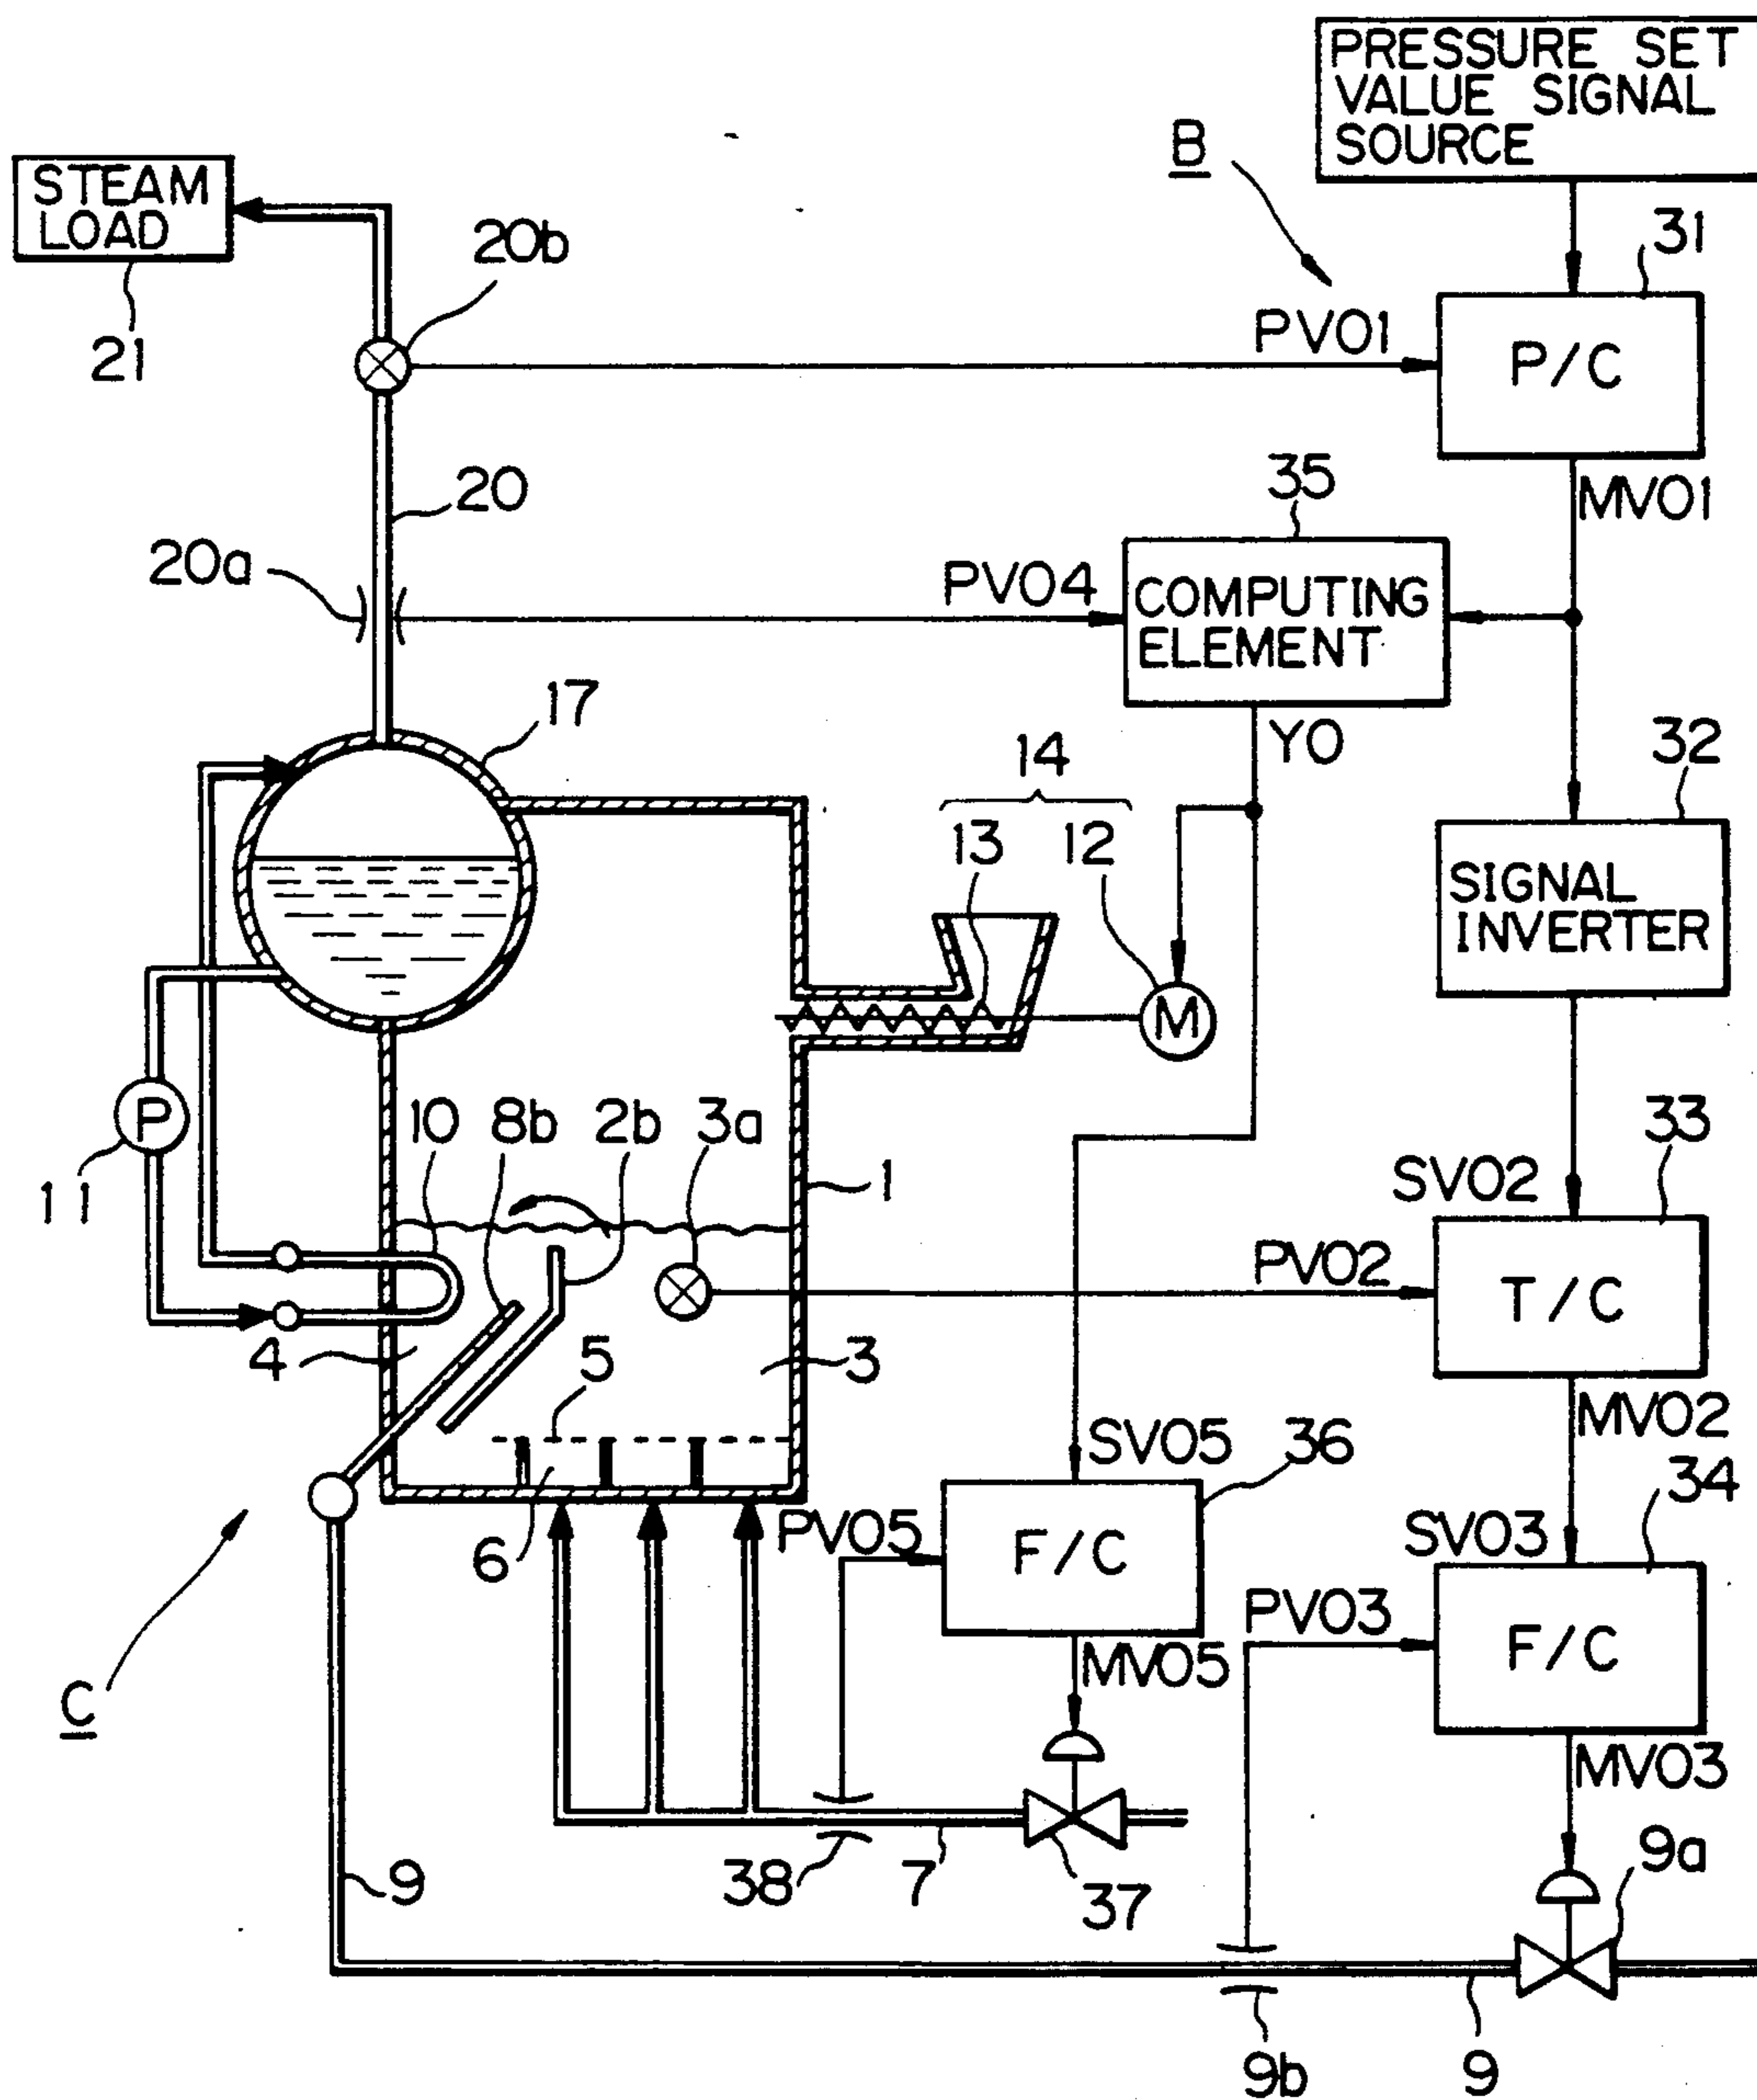 PRESSURE SET
VALUE SIGNAL
SOURCE
B
STEAM
LOAD
20b
31
21
PV01
P/C
20
35
MV01
20a
PV04
COMPUTING
ELEMENT
17
Y0
32
14
13
12
SIGNAL
INVERTER
M
P
10
8b
2b
3a
33
11
1
SV02
PV02
T/C
4
5
3
MV02
SV05
36
34
6
PV05
F/C
SV03
PV03
F/C
C
MV05
MV03
9
38
7
37
9a
9b
9